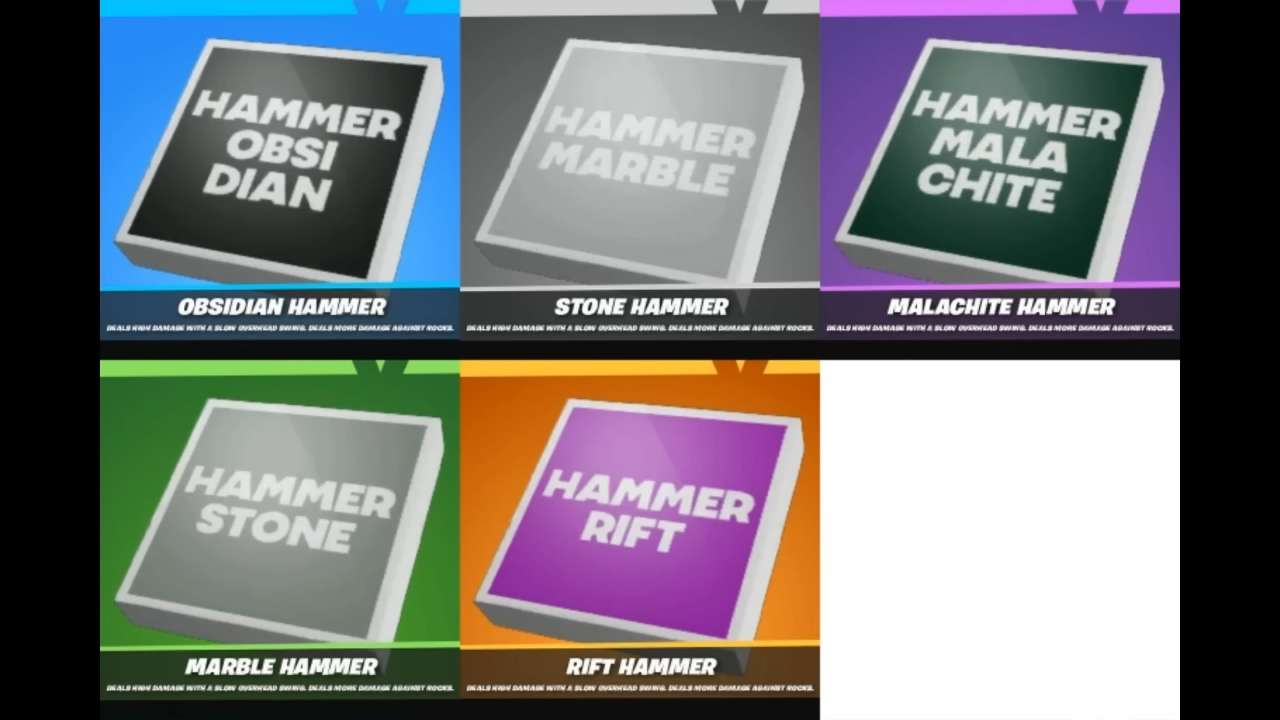 HAMMER
OBSI
DIAN
OBSIDIAN HAMMER
DEALS HIGH DAMAGE WITH A SLOW OVERHEAD SWING. DEALS MORE DAMAGE AGAINST ROCKS.
HAMMER
MARBLE
STONE HAMMER
DEALS HIGH DAMAGE WITH A SLOW OVERHEAD SWING. DEALS MORE DAMAGE AGAINST ROCKS.
HAMMER
MALA
CHITE
MALACHITE HAMMER
DEALS HIGH DAMAGE WITH A SLOW OVERHEAD SWING. DEALS MORE DAMAGE AGAINST ROCKS.
HAMMER
STONE
MARBLE HAMMER
DEALS HIGH DAMAGE WITH A SLOW OVERHEAD SWING. DEALS MORE DAMAGE AGAINST ROCKS.
HAMMER
RIFT
RIFT HAMMER
DEALS HIGH DAMAGE WITH A SLOW OVERHEAD SWING. DEALS MORE DAMAGE AGAINST ROCKS.